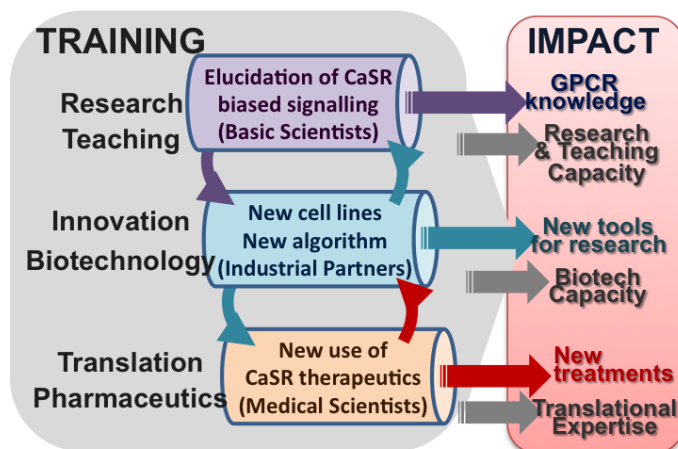 TRAINING
Research
Teaching
Elucidation of CaSR
biased signalling
(Basic Scientists)
Innovation
Biotechnology
New cell lines
New algorithm
(Industrial Partners)
Translation
Pharmaceutics
New use of
CaSR therapeutics
(Medical Scientists)
IMPACT
GPCR
knowledge
Research
& Teaching
Capacity
New tools
for research
Biotech
Capacity
New
treatments
Translational
Expertise